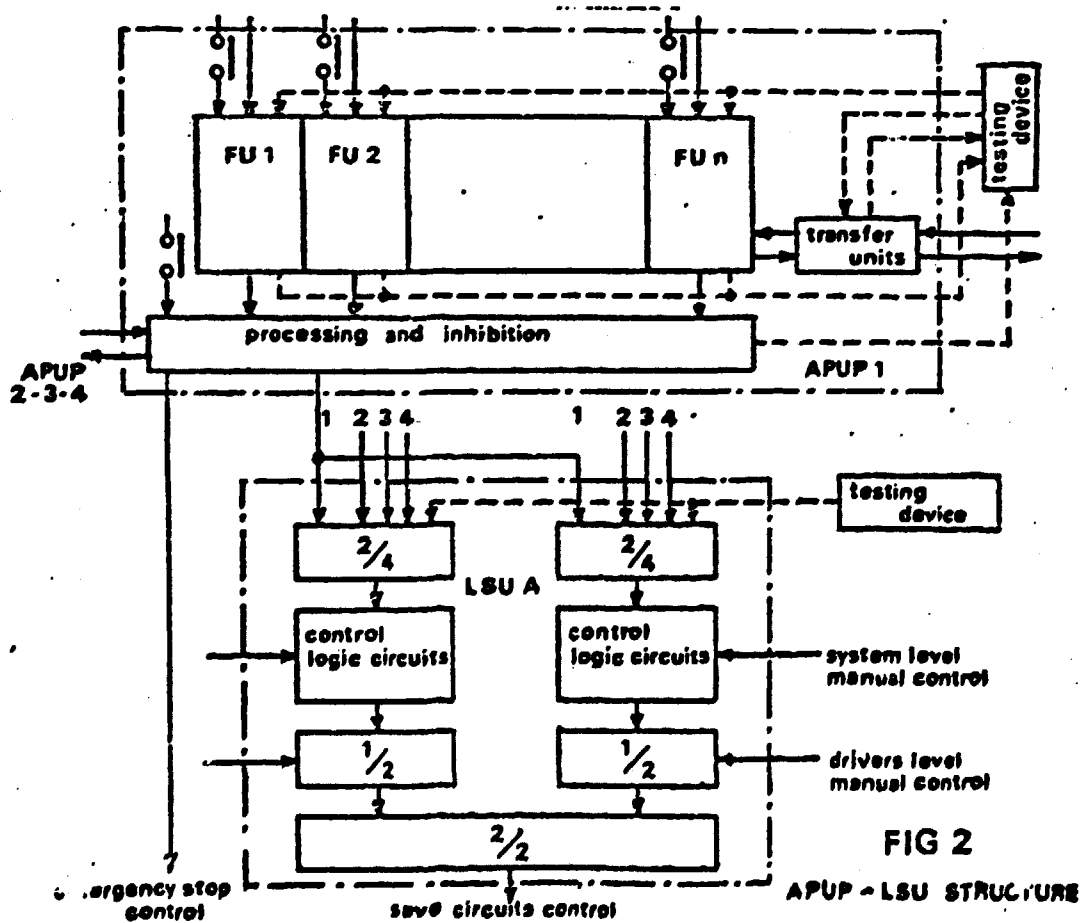 testing
device
FU 1
FU 2
FU n
transfer
units
processing and inhibition
APUP
2-3-4
APUP 1
1
2 3 4
1
2 3 4
testing
device
2/4
2/4
LSU A
control
logic circuits
control
logic circuits
system level
manual control
1/2
1/2
drivers level
manual control
2/2
FIG 2
stop
control
save circuits control
APUP - LSU STRUCTURE